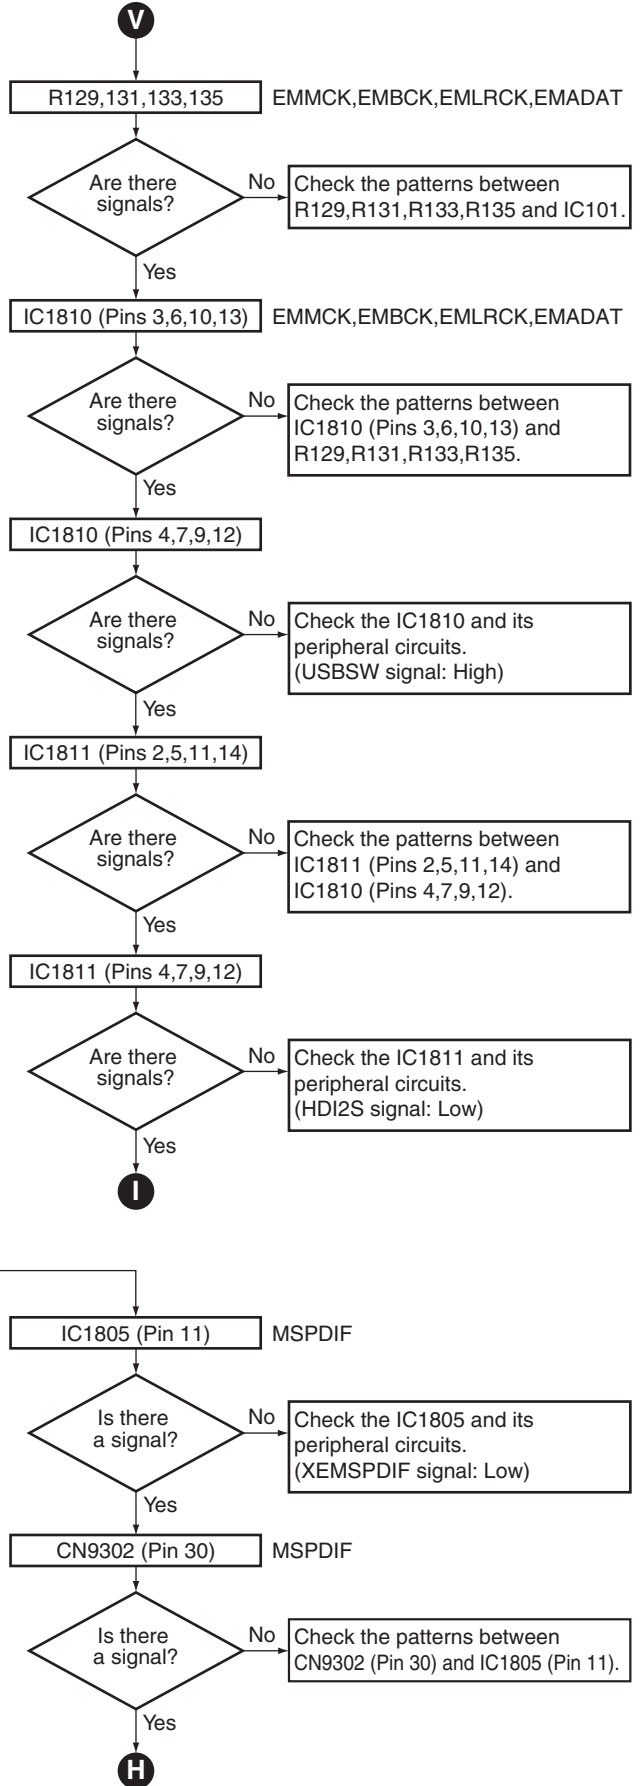 V
R129,131,133,135 EMMCK,EMBCK,EMLRCK,EMADAT
Are there
signals?
No
Check the patterns between
R129,R131,R133,R135 and IC101.
Yes
IC1810 (Pins 3,6,10,13) EMMCK,EMBCK,EMLRCK,EMADAT
Are there
signals?
No
Check the patterns between
IC1810 (Pins 3,6,10,13) and
R129,R131,R133,R135.
Yes
IC1810 (Pins 4,7,9,12)
Are there
signals?
No
Check the IC1810 and its
peripheral circuits.
(USBSW signal: High)
Yes
IC1811 (Pins 2,5,11,14)
Are there
signals?
No
Check the patterns between
IC1811 (Pins 2,5,11,14) and
IC1810 (Pins 4,7,9,12).
Yes
IC1811 (Pins 4,7,9,12)
Are there
signals?
No
Check the IC1811 and its
peripheral circuits.
(HDI2S signal: Low)
Yes
I
IC1805 (Pin 11) MSPDIF
Is there
a signal?
No
Check the IC1805 and its
peripheral circuits.
(XEMSPDIF signal: Low)
Yes
CN9302 (Pin 30) MSPDIF
Is there
a signal?
No
Check the patterns between
CN9302 (Pin 30) and IC1805 (Pin 11).
Yes
H